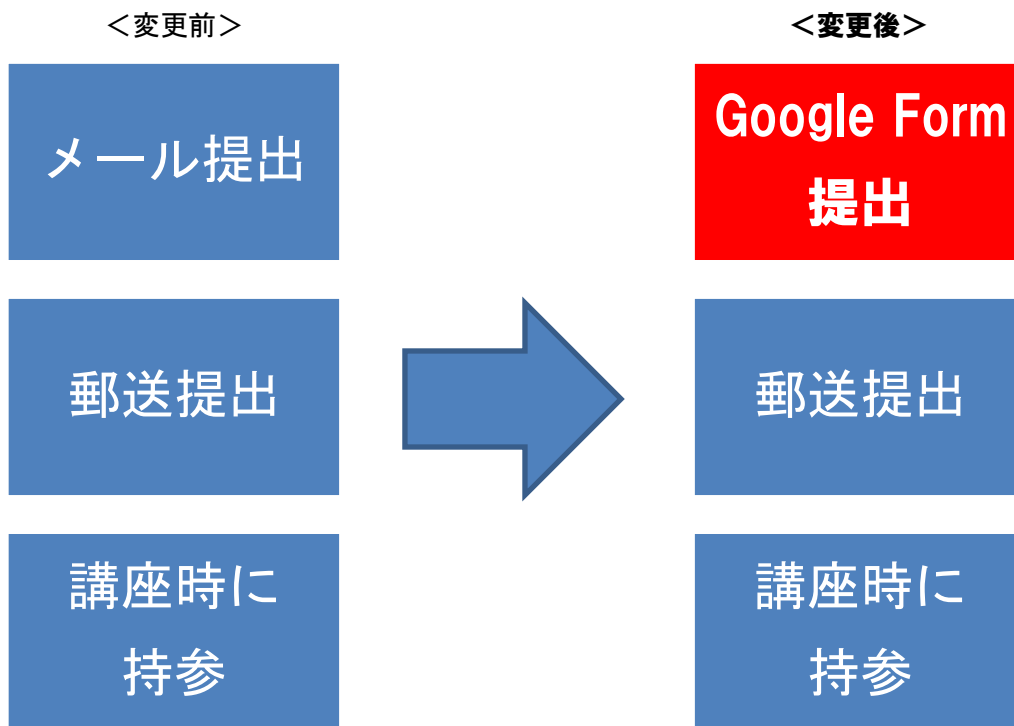 ＜変更前＞
メール提出
郵送提出
講座時に
持参
＜変更後＞
Google Form
提出
郵送提出
講座時に
持参